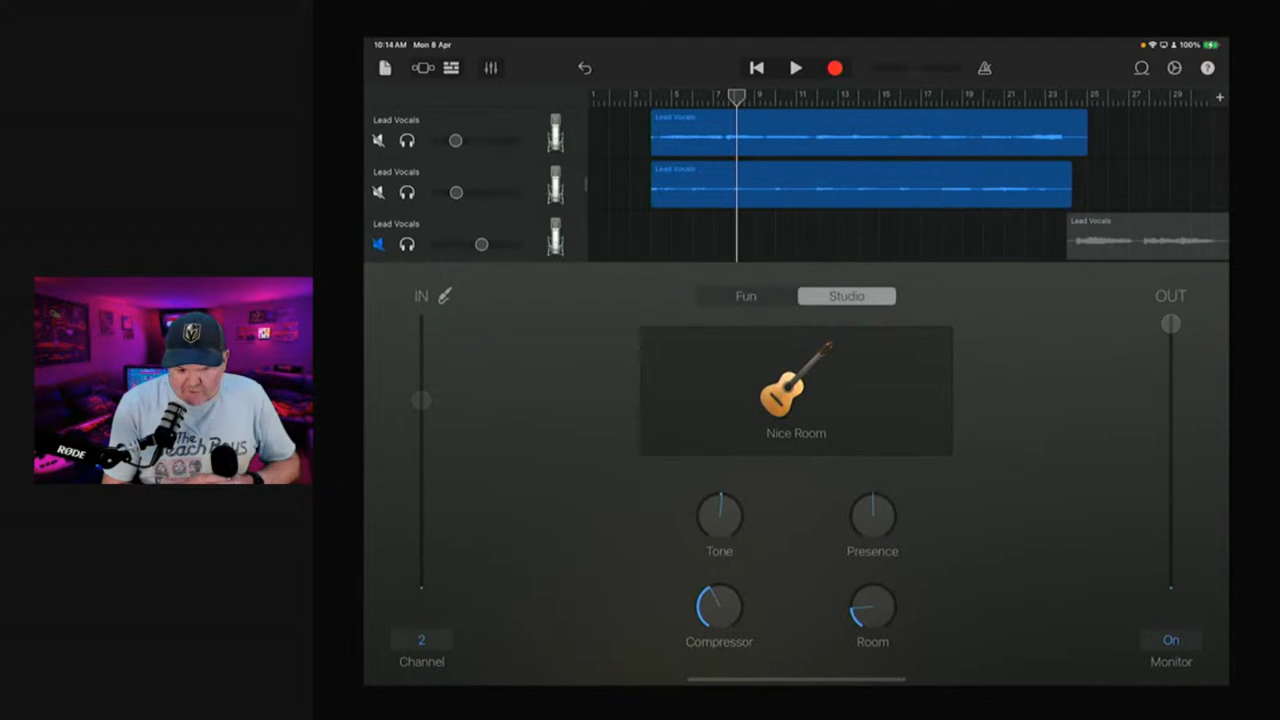 10:14 AM Mon 8 Apr
100%
1 3 5 7 9 11 13 15 17 19 21 23 25 27 29 +
Lead Vocals
Lead Vocals
Lead Vocals
Lead Vocals
Lead Vocals
Lead Vocals
IN
Fun
Studio
OUT
Nice Room
Tone
Presence
Compressor
Room
2
Channel
On
Monitor
RØDE
The
Beach Boys